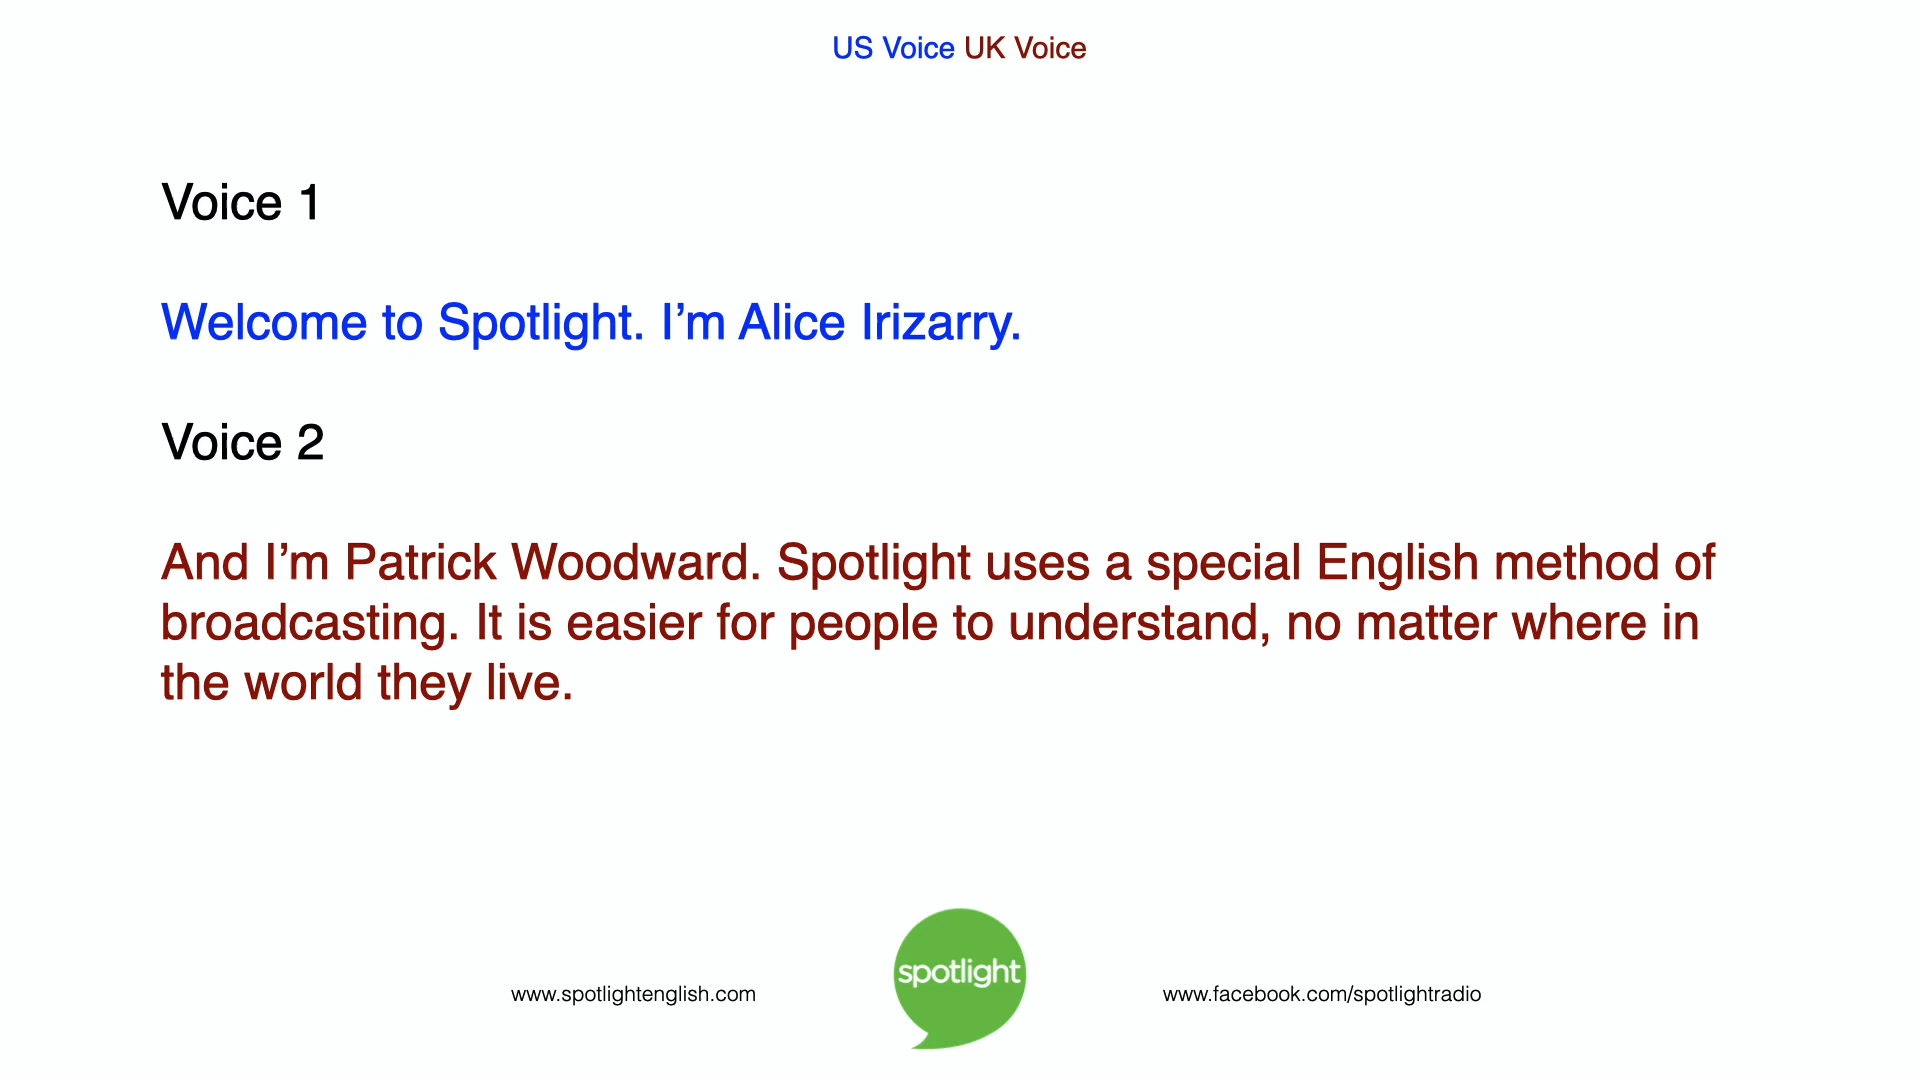 US Voice UK Voice
Voice 1
Welcome to Spotlight. I’m Alice Irizarry.
Voice 2
And I’m Patrick Woodward. Spotlight uses a special English method of
broadcasting. It is easier for people to understand, no matter where in
the world they live.
www.spotlightenglish.com
spotlight
www.facebook.com/spotlightradio